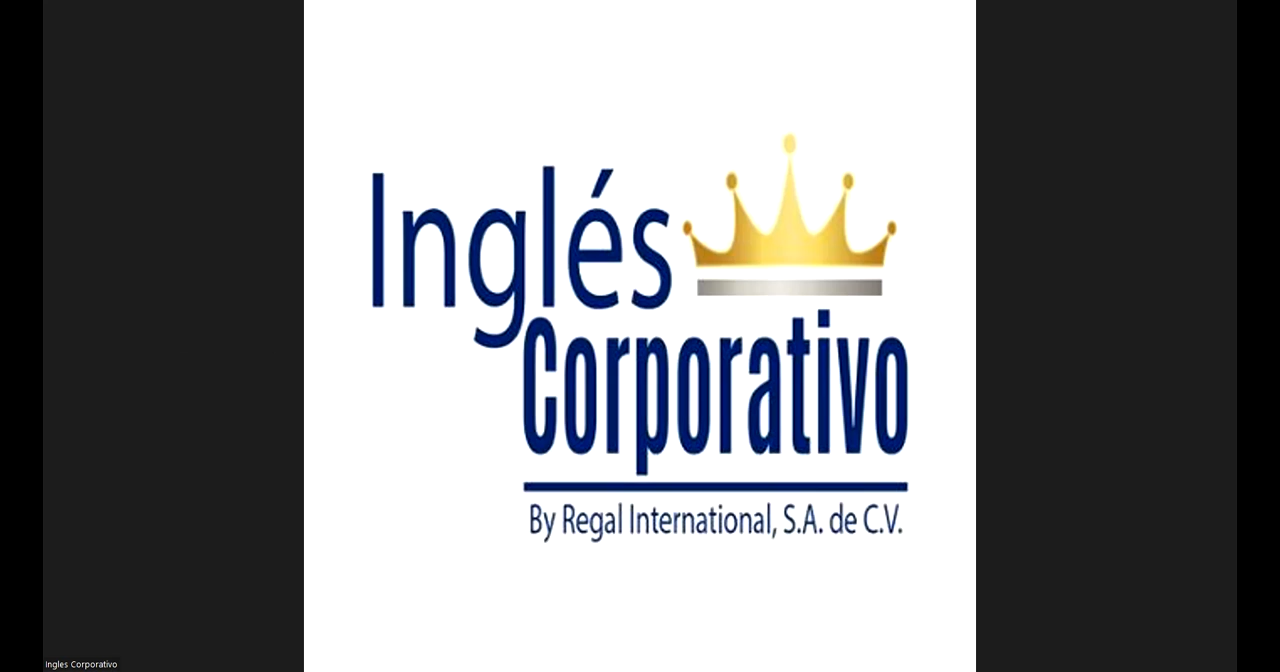 Inglés
Corporativo
By Regal International, S.A. de C.V.
Ingles Corporativo